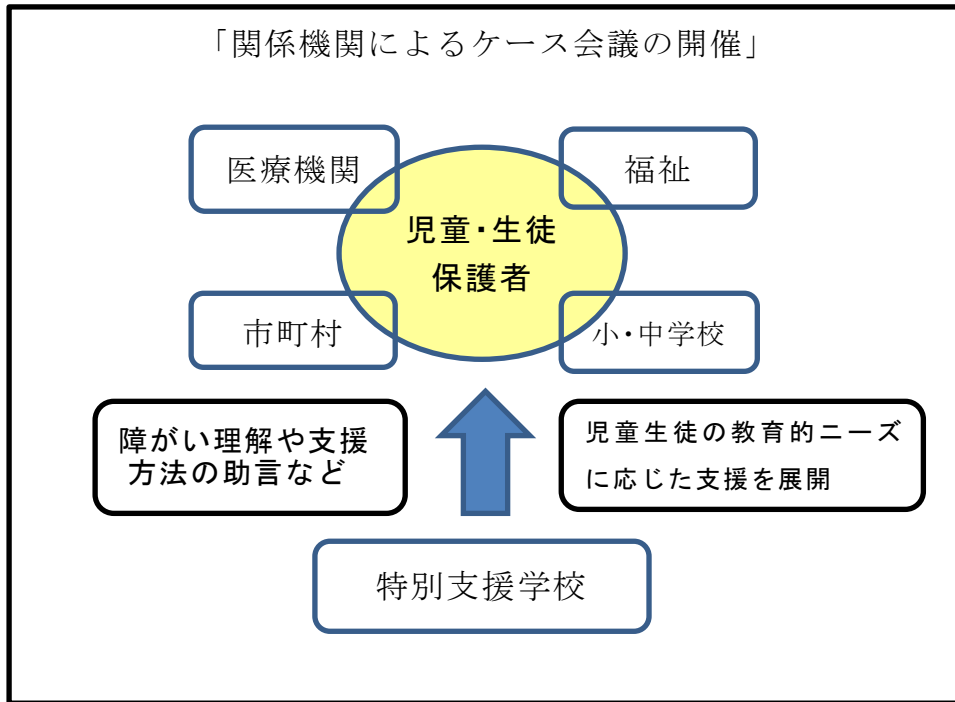 「関係機関によるケース会議の開催」
医療機関
福祉
児童・生徒
保護者
市町村
小・中学校
障がい理解や支援
方法の助言など
児童生徒の教育的ニーズ
に応じた支援を展開
特別支援学校